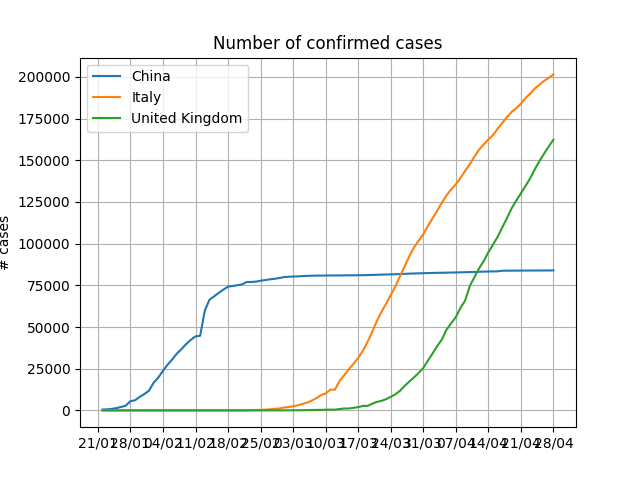 Number of confirmed cases
China
Italy
United Kingdom
200000
175000
150000
125000
100000
75000
50000
25000
0
# cases
21/01 28/01 04/02 11/02 18/02 25/02 03/03 10/03 17/03 24/03 31/03 07/04 14/04 21/04 28/04